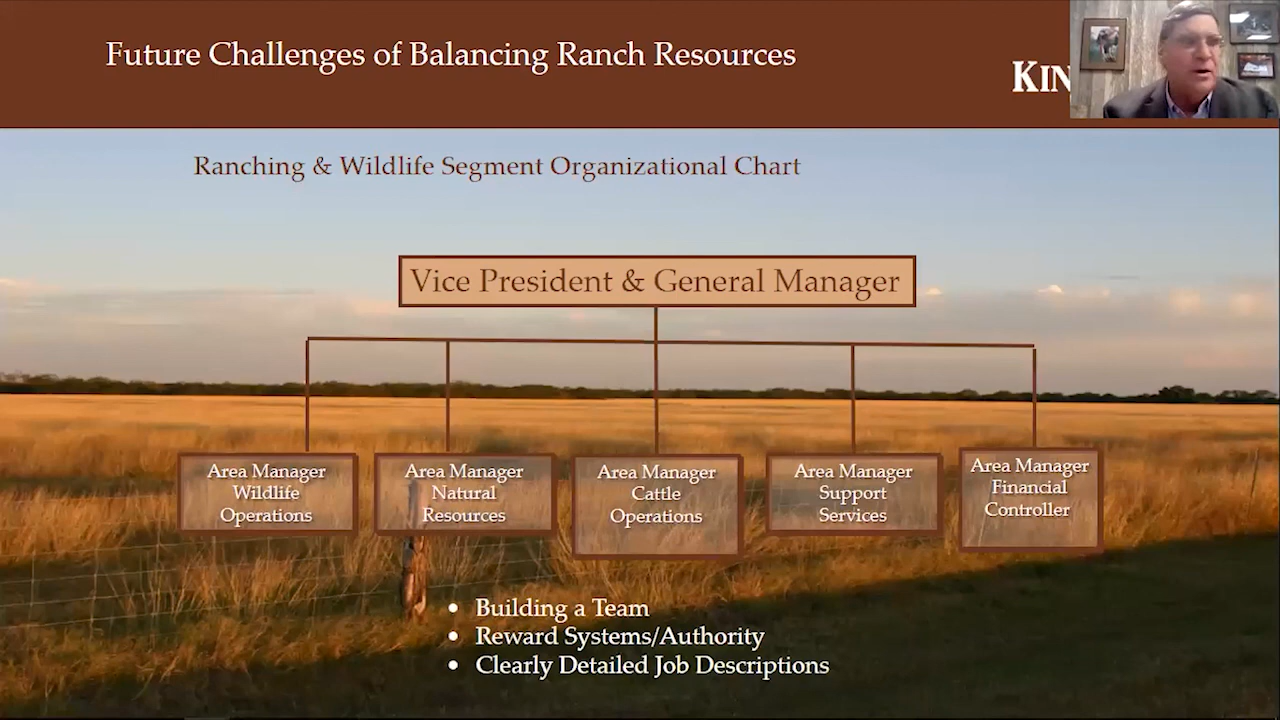 Future Challenges of Balancing Ranch Resources
Ranching & Wildlife Segment Organizational Chart
Vice President & General Manager
Area Manager
Wildlife
Operations
Area Manager
Natural
Resources
Area Manager
Cattle
Operations
Area Manager
Support
Services
Area Manager
Financial
Controller
• Building a Team
• Reward Systems/Authority
• Clearly Detailed Job Descriptions